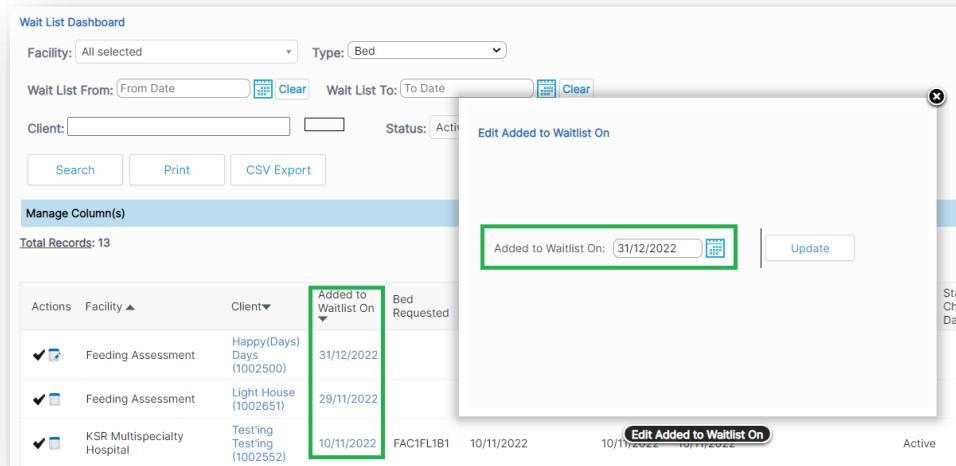 Wait List Dashboard
Facility: All selected Type: Bed
Wait List From: From Date Clear Wait List To: To Date Clear
Client: Status:
Search Print CSV Export
Manage Column(s)
Total Records: 13
Edit Added to Waitlist On
Added to Waitlist On: 31/12/2022 Update
Actions Facility Client Added to Waitlist On Bed Requested
Feeding Assessment Happy(Days) Days (1002500) 31/12/2022
Feeding Assessment Light House (1002651) 29/11/2022
KSR Multispecialty Hospital Test'ing Test'ing (1002552) 10/11/2022 FAC1FL1B1 10/11/2022 Active
Edit Added to Waitlist On